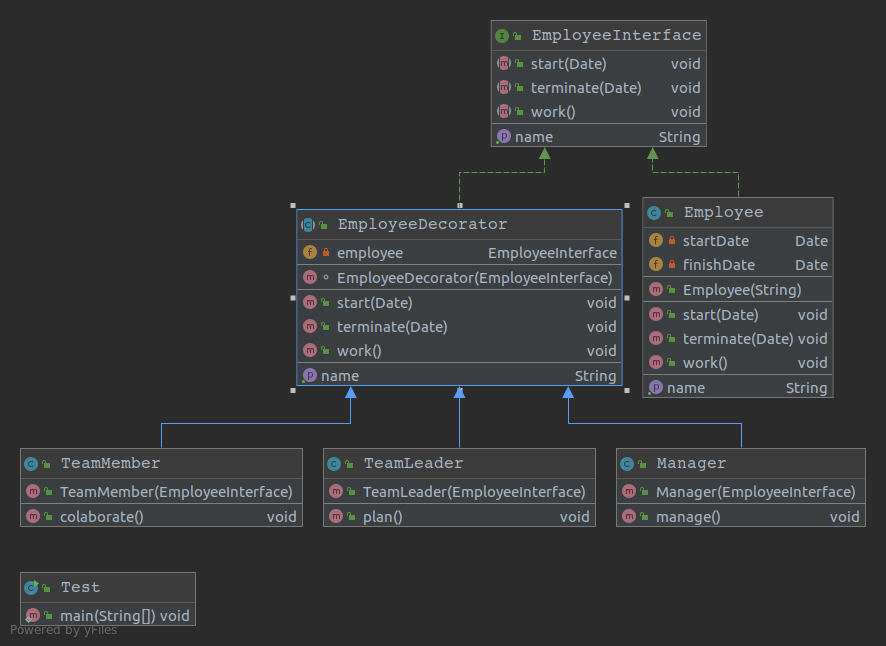 EmployeeInterface
start(Date) void
terminate(Date) void
work() void
name String
EmployeeDecorator
employee EmployeeInterface
EmployeeDecorator(EmployeeInterface)
start(Date) void
terminate(Date) void
work() void
name String
Employee
startDate Date
finishDate Date
Employee(String)
start(Date) void
terminate(Date) void
work() void
name String
TeamMember
TeamMember(EmployeeInterface)
colaborate() void
TeamLeader
TeamLeader(EmployeeInterface)
plan() void
Manager
Manager(EmployeeInterface)
manage() void
Test
main(String[]) void
Powered by yFiles